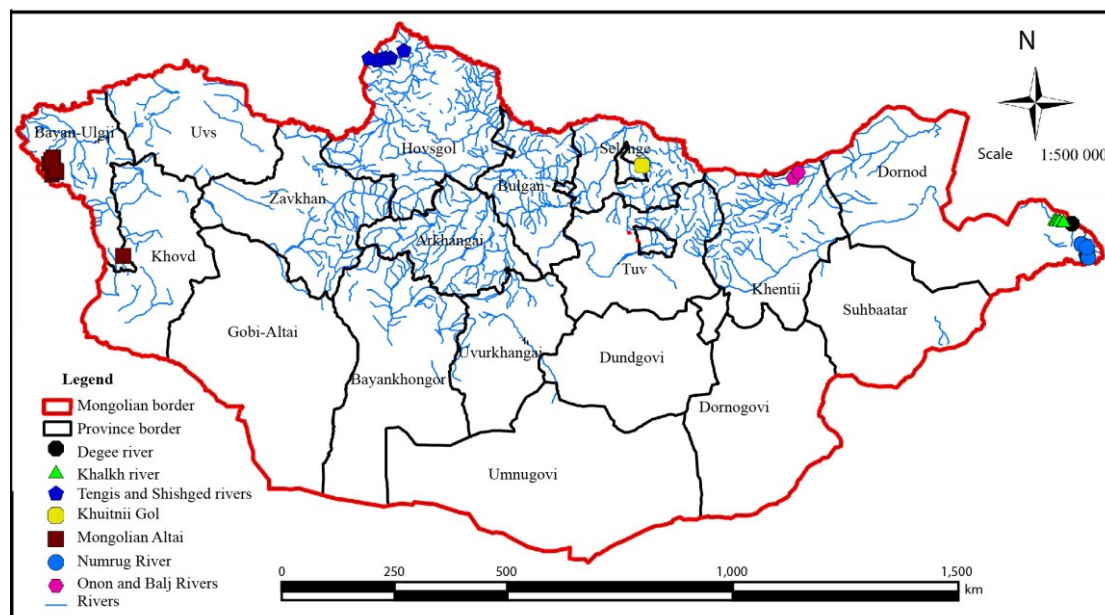 N
Scale 1:500 000
Bayan-Ulgii
Uvs
Hovsgol
Selenge
Dornod
Zavkhan
Bulgan
Arkhangai
Khovd
Tuv
Khentii
Gobi-Altai
Suhbaatar
Uvurkhangai
Dundgovi
Bayankhongor
Dornogovi
Umnugovi
Legend
Mongolian border
Province border
Degee river
Khalkh river
Tengis and Shishged rivers
Khuitnii Gol
Mongolian Altai
Numrug River
Onon and Balj Rivers
Rivers
0 250 500 1,000 1,500
km